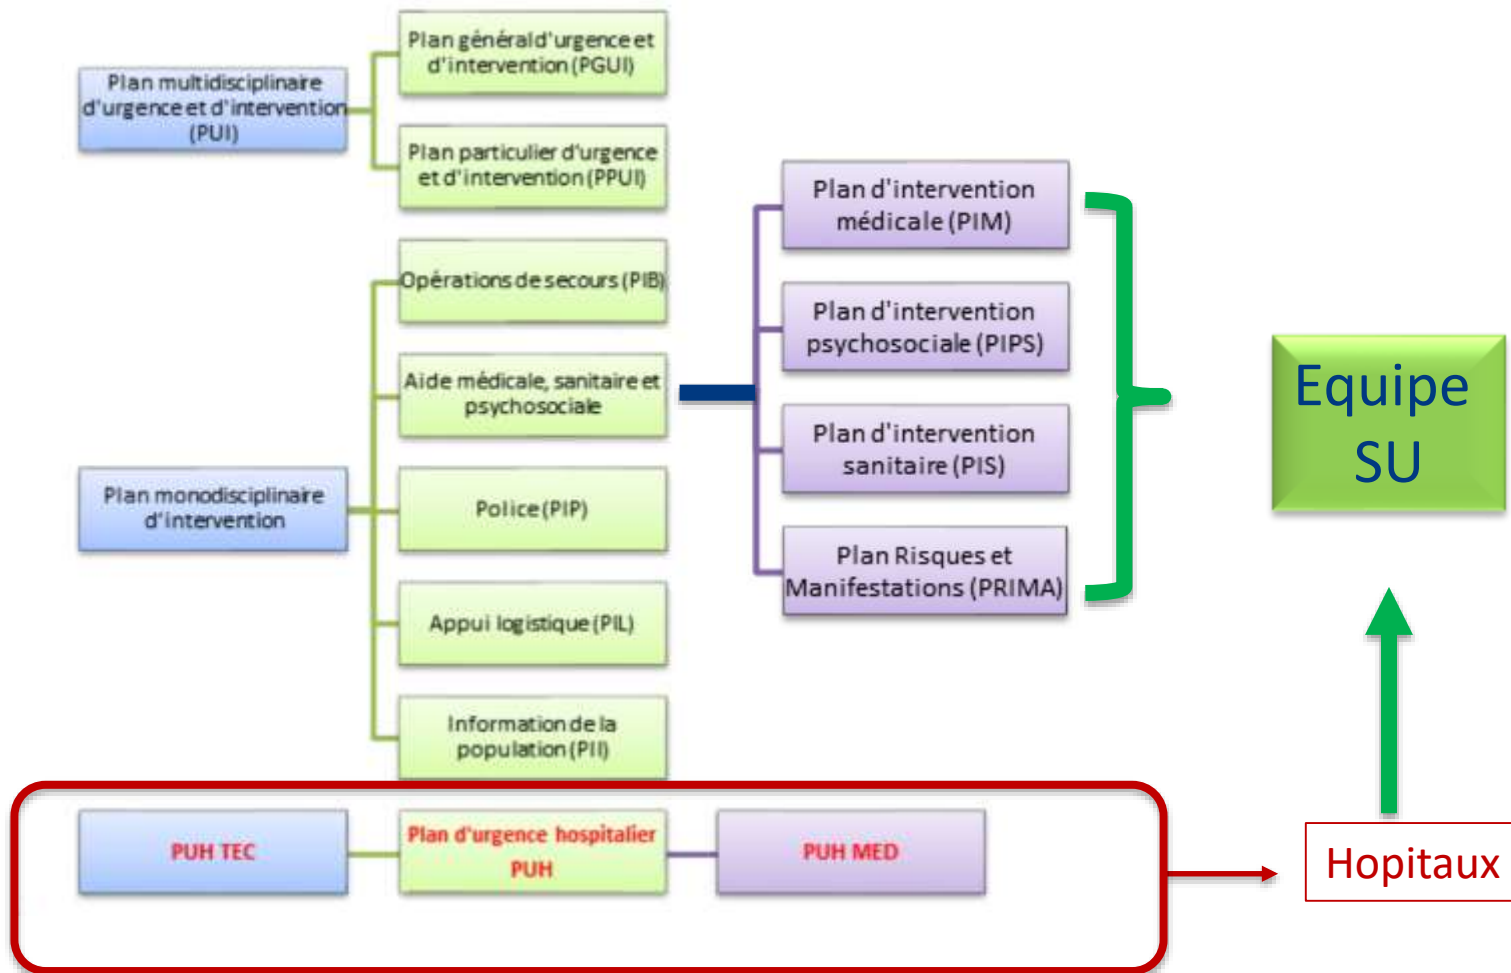 Plan multidisciplinaire
d'urgence et d'intervention
(PUI)
Plan générald'urgence et
d'intervention (PGUI)
Plan particulier d'urgence
et d'intervention (PPUI)
Plan monodisciplinaire
d'intervention
Opérations de secours (PIB)
Aide médicale, sanitaire et
psychosociale
Police (PIP)
Appui logistique (PIL)
Information de la
population (PII)
Plan d'intervention
médicale (PIM)
Plan d'intervention
psychosociale (PIPS)
Plan d'intervention
sanitaire (PIS)
Plan Risques et
Manifestations (PRIMA)
Equipe
SU
PUH TEC
Plan d'urgence hospitalier
PUH
PUH MED
Hopitaux